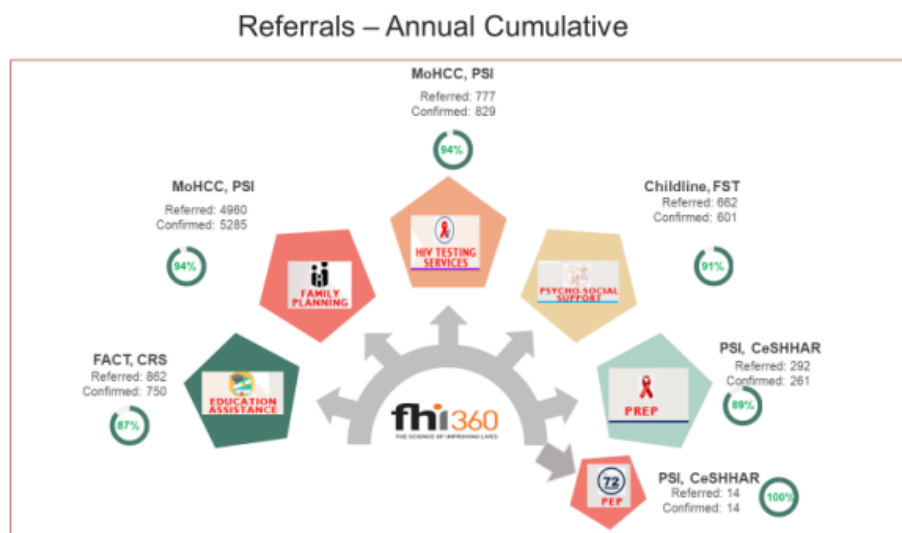 Referrals – Annual Cumulative
MoHCC, PSI
Referred: 777
Confirmed: 829
94%
HIV TESTING
SERVICES
MoHCC, PSI
Referred: 4960
Confirmed: 5285
94%
FAMILY
PLANNING
Childline, FST
Referred: 662
Confirmed: 601
91%
PSYCHO-SOCIAL
SUPPORT
FACT, CRS
Referred: 862
Confirmed: 750
87%
EDUCATION
ASSISTANCE
PSI, CeSHHAR
Referred: 292
Confirmed: 261
89%
PREP
fhi360
THE SCIENCE OF IMPROVING LIVES
72
PEP
PSI, CeSHHAR
Referred: 14
Confirmed: 14
100%